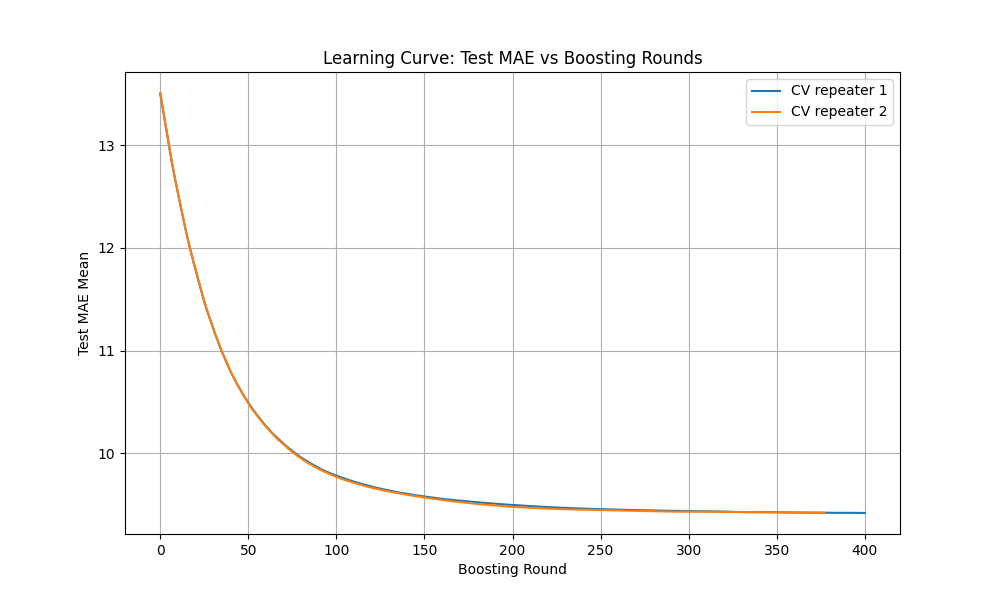 Learning Curve: Test MAE vs Boosting Rounds
CV repeater 1
CV repeater 2
Test MAE Mean
13
12
11
10
0 50 100 150 200 250 300 350 400
Boosting Round